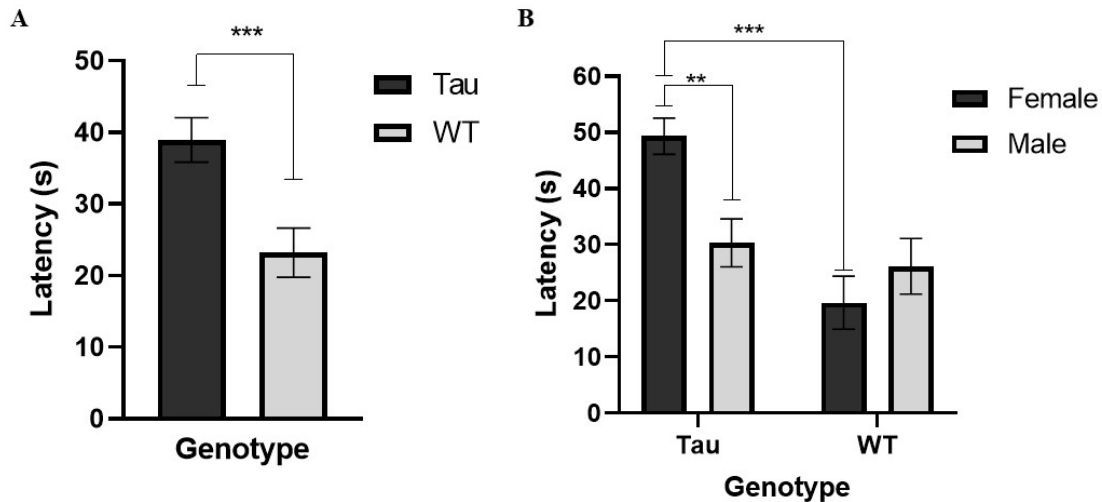 A
***
50
40
30
20
10
0
Latency (s)
Genotype
Tau
WT
B
***
**
60
50
40
30
20
10
0
Latency (s)
Tau
WT
Genotype
Female
Male